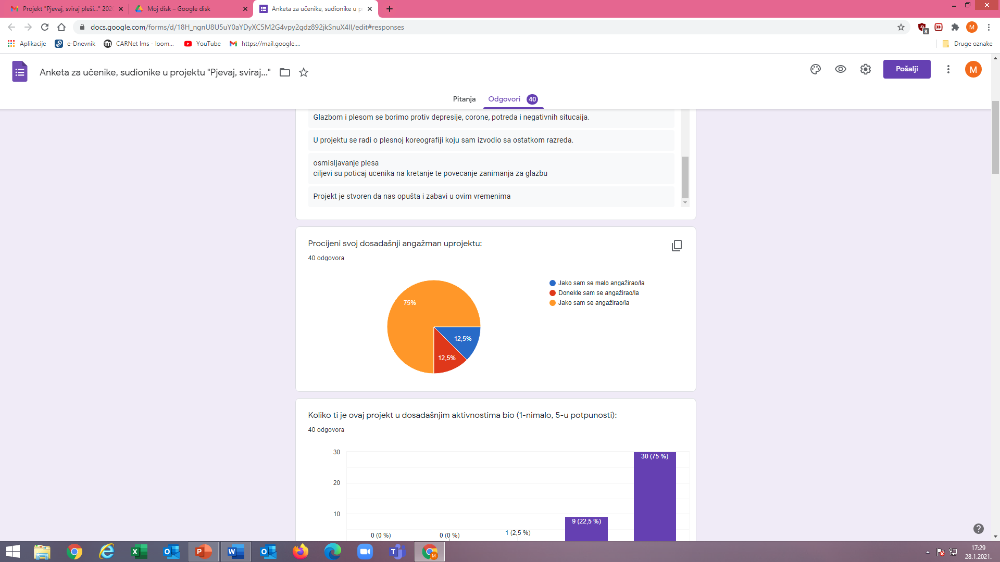 Projekt "Pjevaj, sviraj pleši..." 202
Moj disk – Google disk
Anketa za učenike, sudionike u p
docs.google.com/forms/d/18H_ngnU8U5uY0aYDyXC5M2G4vpy2gdz892jkSnuX4lI/edit#responses
8
M
Aplikacije
e-Dnevnik
CARNet lms - loom...
YouTube
https://mail.google....
Druge oznake
Anketa za učenike, sudionike u projektu "Pjevaj, sviraj..."
Pošalji
M
Pitanja
Odgovori 40
Glazbom i plesom se borimo protiv depresije, corone, potreda i negativnih situcaija.
U projektu se radi o plesnoj koreografiji koju sam izvodio sa ostatkom razreda.
osmisljavanje plesa
ciljevi su poticaj ucenika na kretanje te povecanje zanimanja za glazbu
Projekt je stvoren da nas opušta i zabavi u ovim vremenima
Procijeni svoj dosadašnji angažman uprojektu:
40 odgovora
Jako sam se malo angažirao/la
Donekle sam se angažirao/la
Jako sam se angažirao/la
75%
12,5%
12,5%
Koliko ti je ovaj projekt u dosadašnjim aktivnostima bio (1-nimalo, 5-u potpunosti):
40 odgovora
30
20
10
0 (0 %)
0 (0 %)
1 (2,5 %)
9 (22,5 %)
30 (75 %)
17:29
28.1.2021.